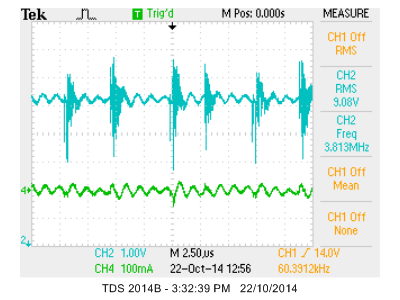 Tek Trig'd M Pos: 0.000s MEASURE
CH1 Off
RMS
CH2
RMS
9.08V
CH2
Freq
3.813MHz
CH1 Off
Mean
CH1 Off
None
4
2
CH2 1.00V M 2.50µs CH1 14.0V
CH4 100mA 22-Oct-14 12:56 60.3912kHz
TDS 2014B - 3:32:39 PM 22/10/2014